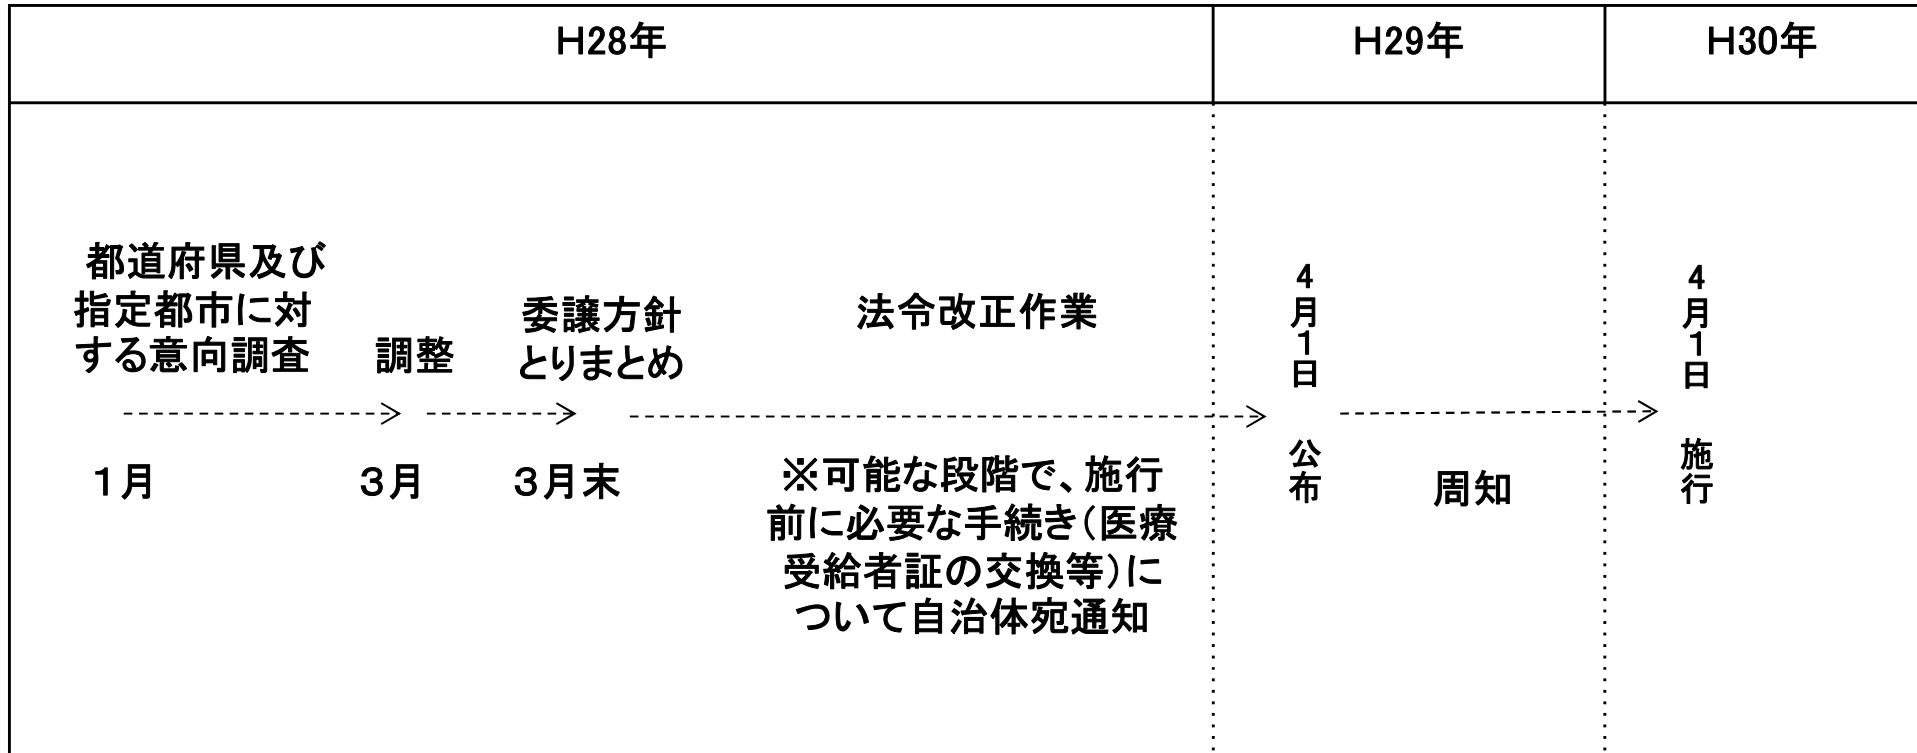 H28年
H29年
H30年
都道府県及び
指定都市に対
する意向調査
調整
委譲方針
とりまとめ
法令改正作業
1月
3月
3月末
※可能な段階で、施行
前に必要な手続き（医療
受給者証の交換等）に
ついて自治体宛通知
4月1日 公布
周知
4月1日 施行